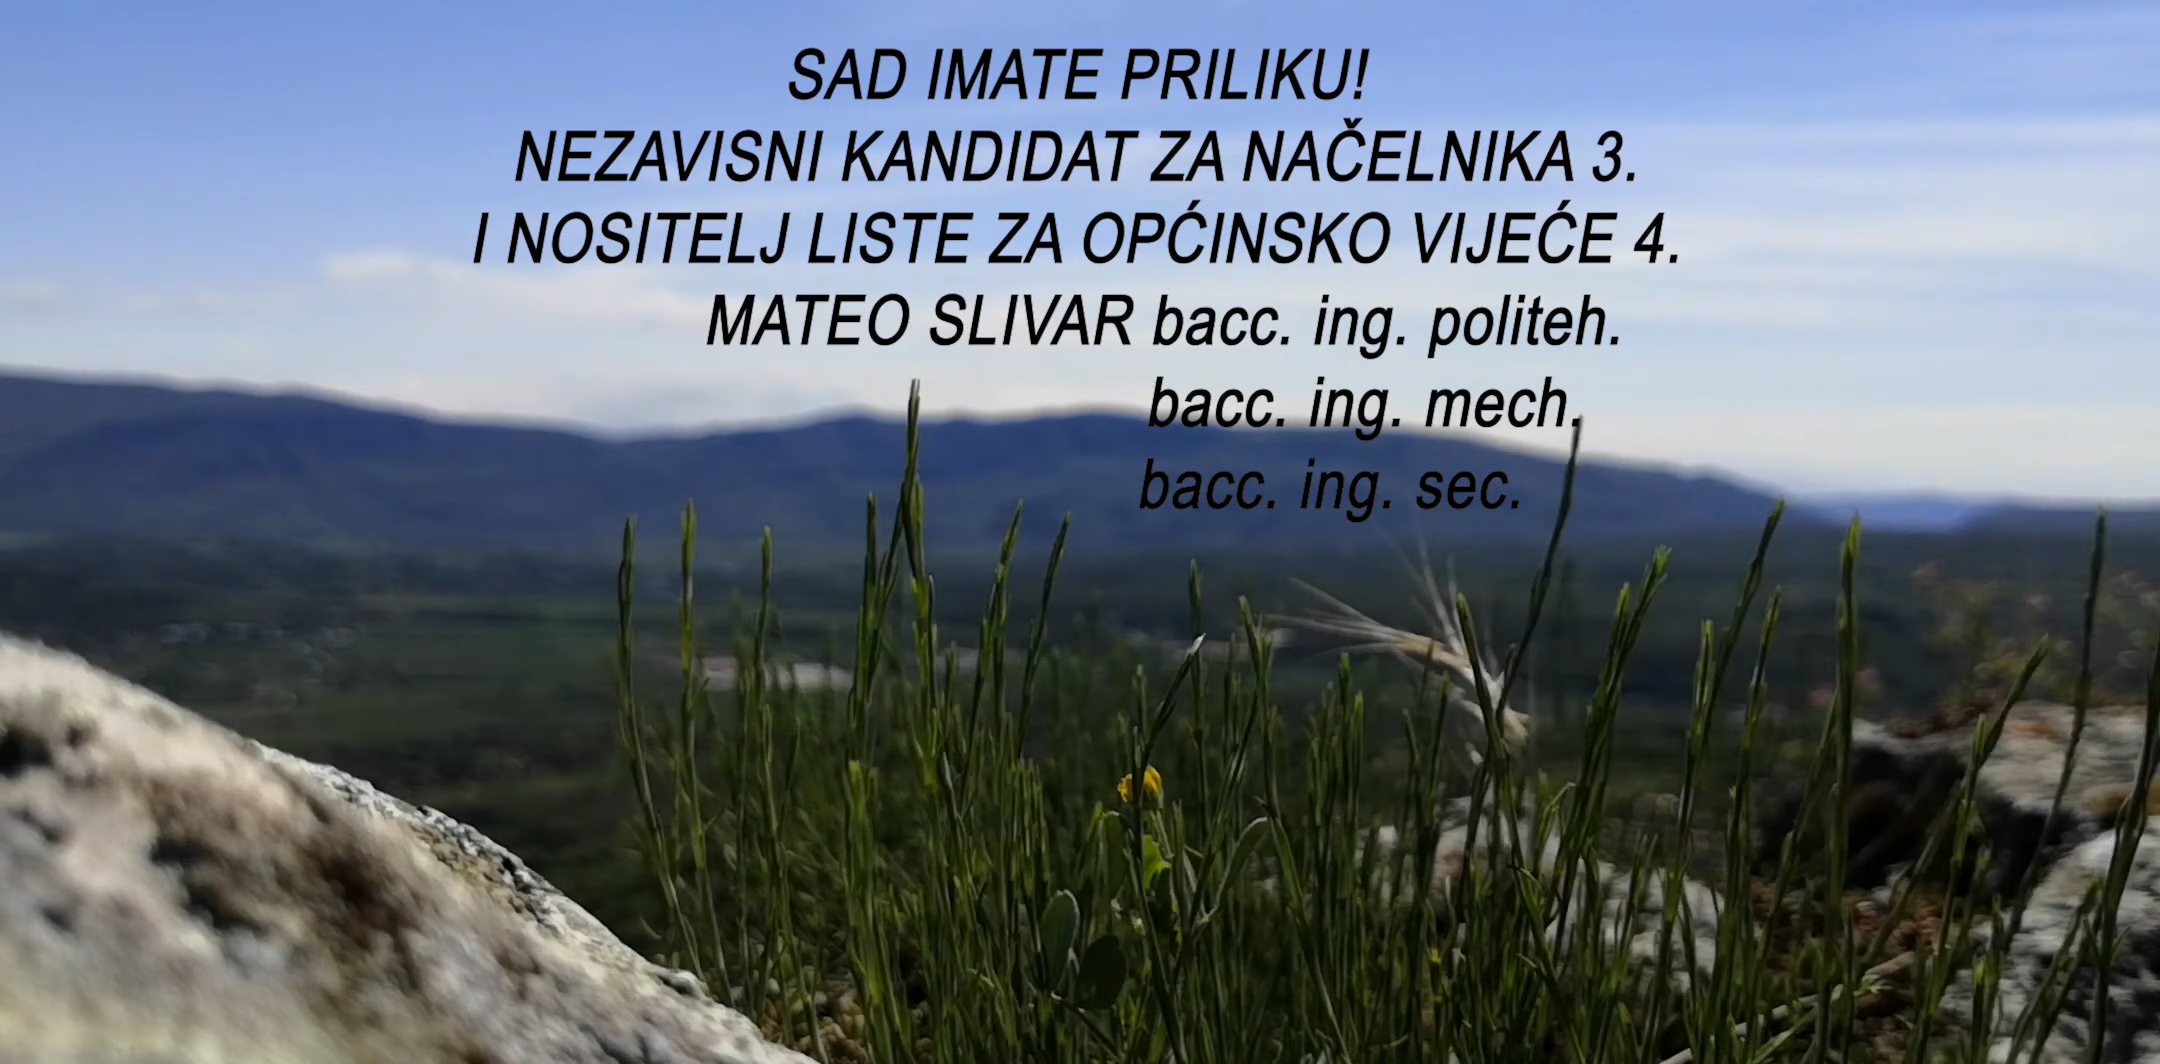 SAD IMATE PRILIKU!
NEZAVISNI KANDIDAT ZA NAČELNIKA 3.
I NOSITELJ LISTE ZA OPĆINSKO VIJEĆE 4.
MATEO SLIVAR bacc. ing. politeh.
bacc. ing. mech.
bacc. ing. sec.